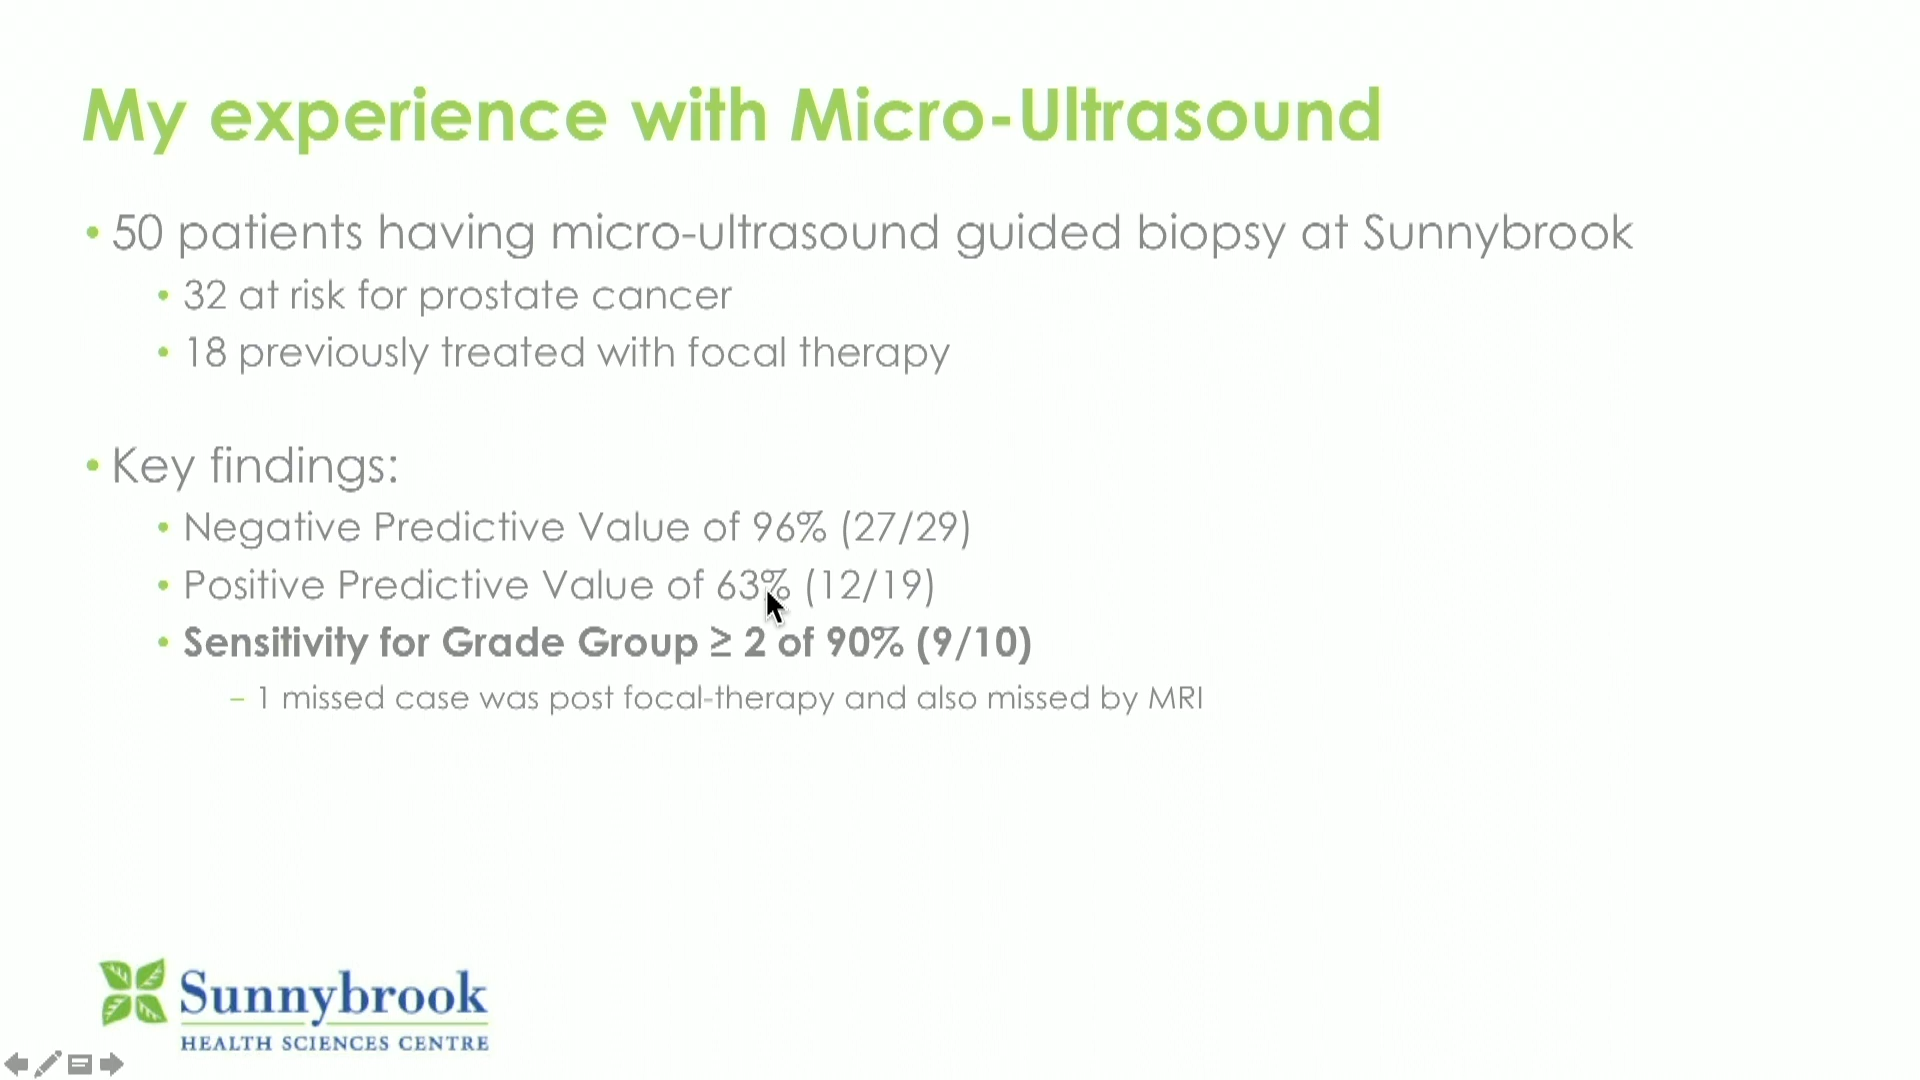 My experience with Micro-Ultrasound
• 50 patients having micro-ultrasound guided biopsy at Sunnybrook
• 32 at risk for prostate cancer
• 18 previously treated with focal therapy
• Key findings:
• Negative Predictive Value of 96% (27/29)
• Positive Predictive Value of 63% (12/19)
• Sensitivity for Grade Group ≥ 2 of 90% (9/10)
– 1 missed case was post focal-therapy and also missed by MRI
Sunnybrook
HEALTH SCIENCES CENTRE